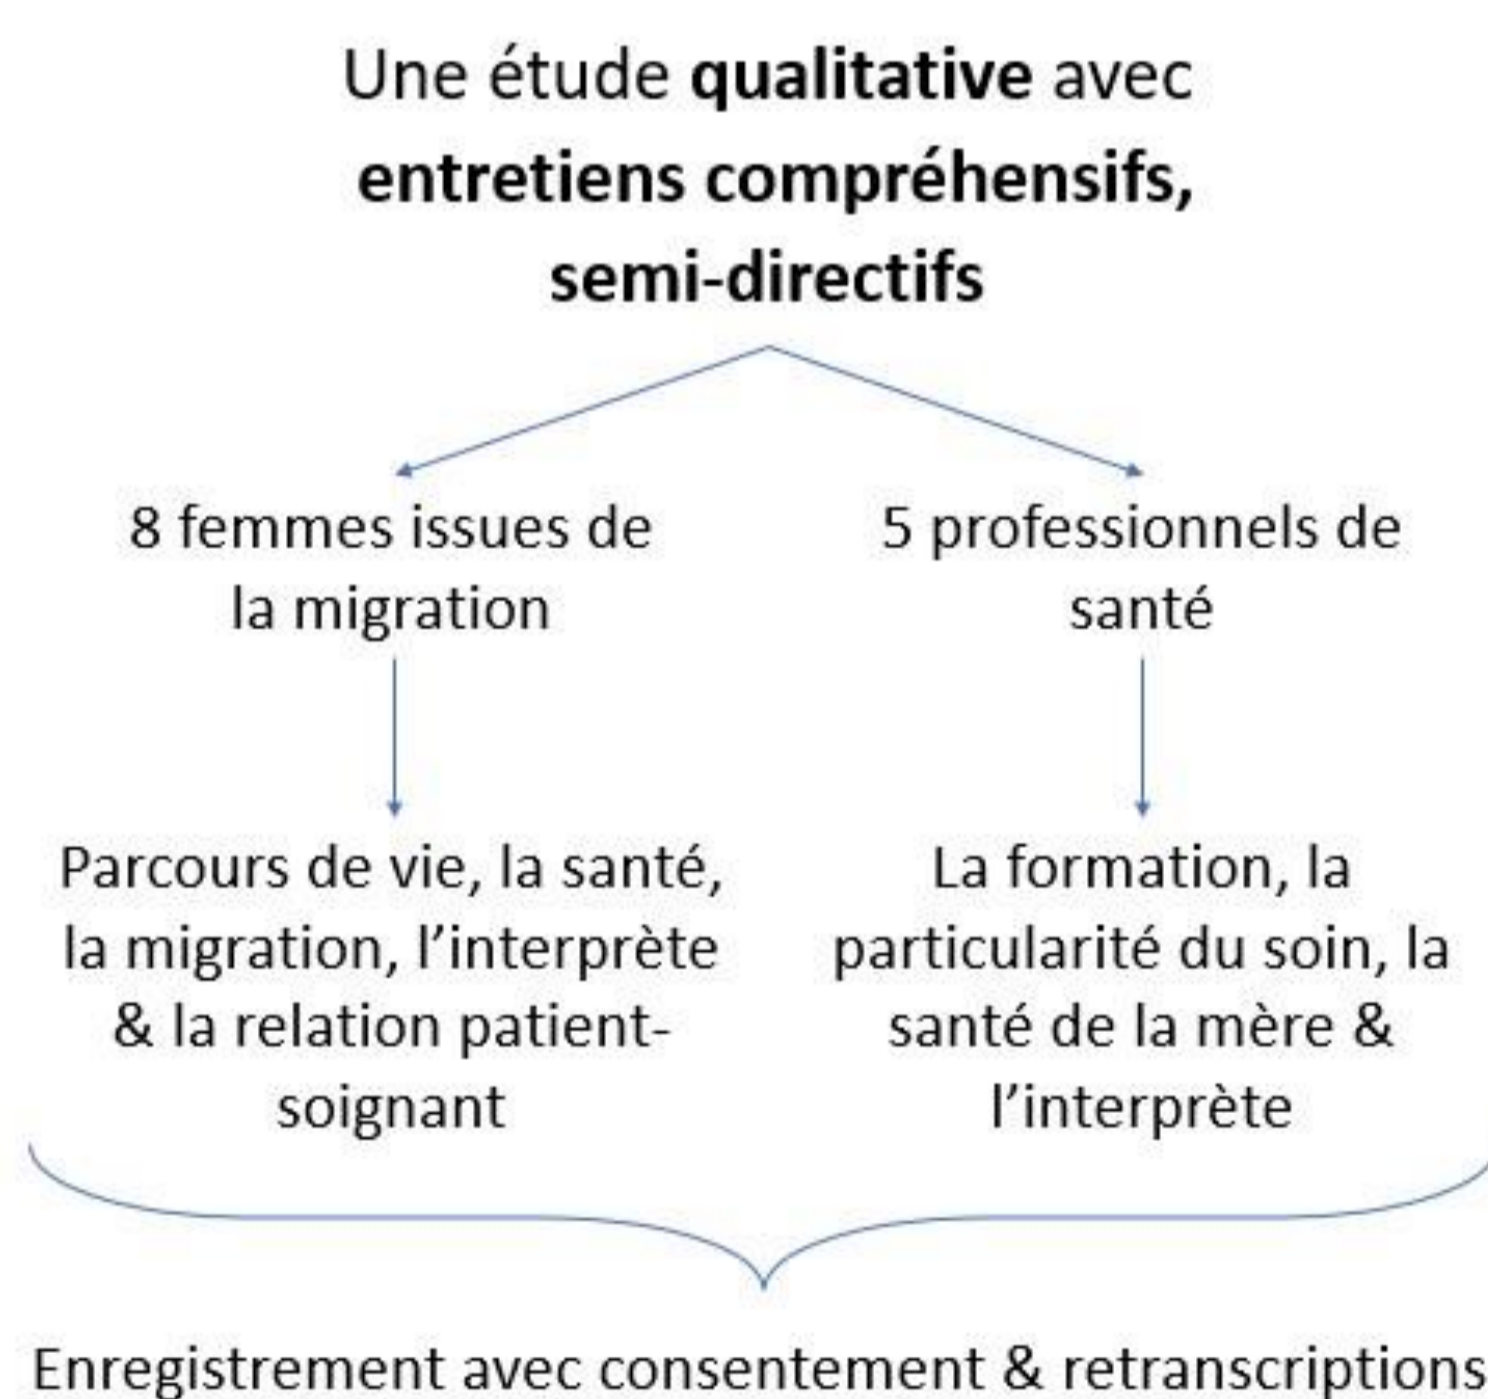 Une étude qualitative avec
entretiens compréhensifs,
semi-directifs
8 femmes issues de
la migration
5 professionnels de
santé
Parcours de vie, la santé,
la migration, l’interprète
& la relation patient-
soignant
La formation, la
particularité du soin, la
santé de la mère &
l’interprète
Enregistrement avec consentement & retranscriptions